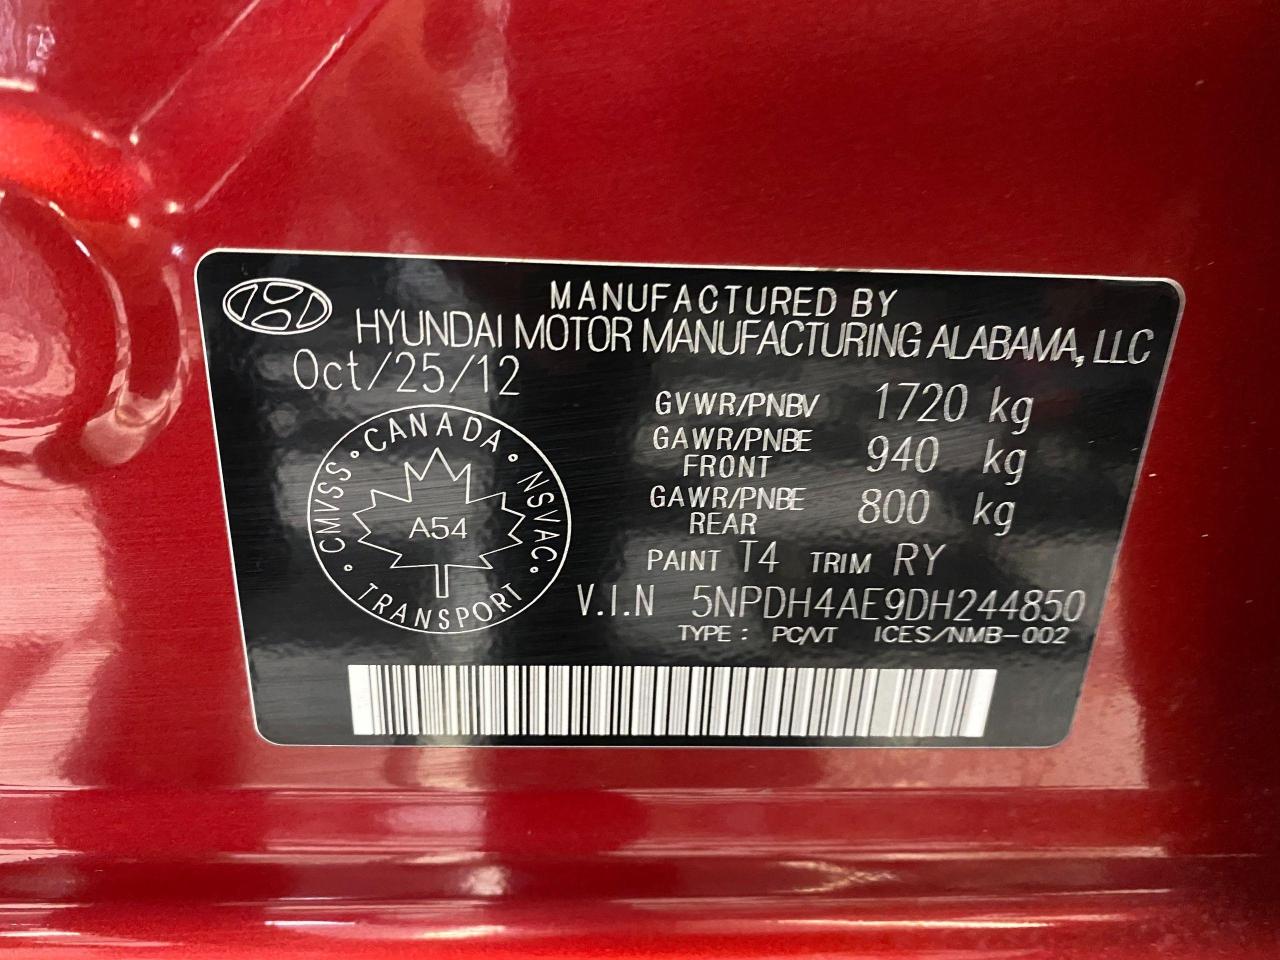 MANUFACTURED BY
HYUNDAI MOTOR MANUFACTURING ALABAMA, LLC
Oct/25/12
GVWR/PNBV 1720 kg
GAWR/PNBE FRONT 940 kg
GAWR/PNBE REAR 800 kg
PAINT T4 TRIM RY
V.I.N 5NPDH4AE9DH244850
TYPE: PC/VT ICES/NMB-002
CMVSS • CANADA • NSVAC • TRANSPORT •
A54